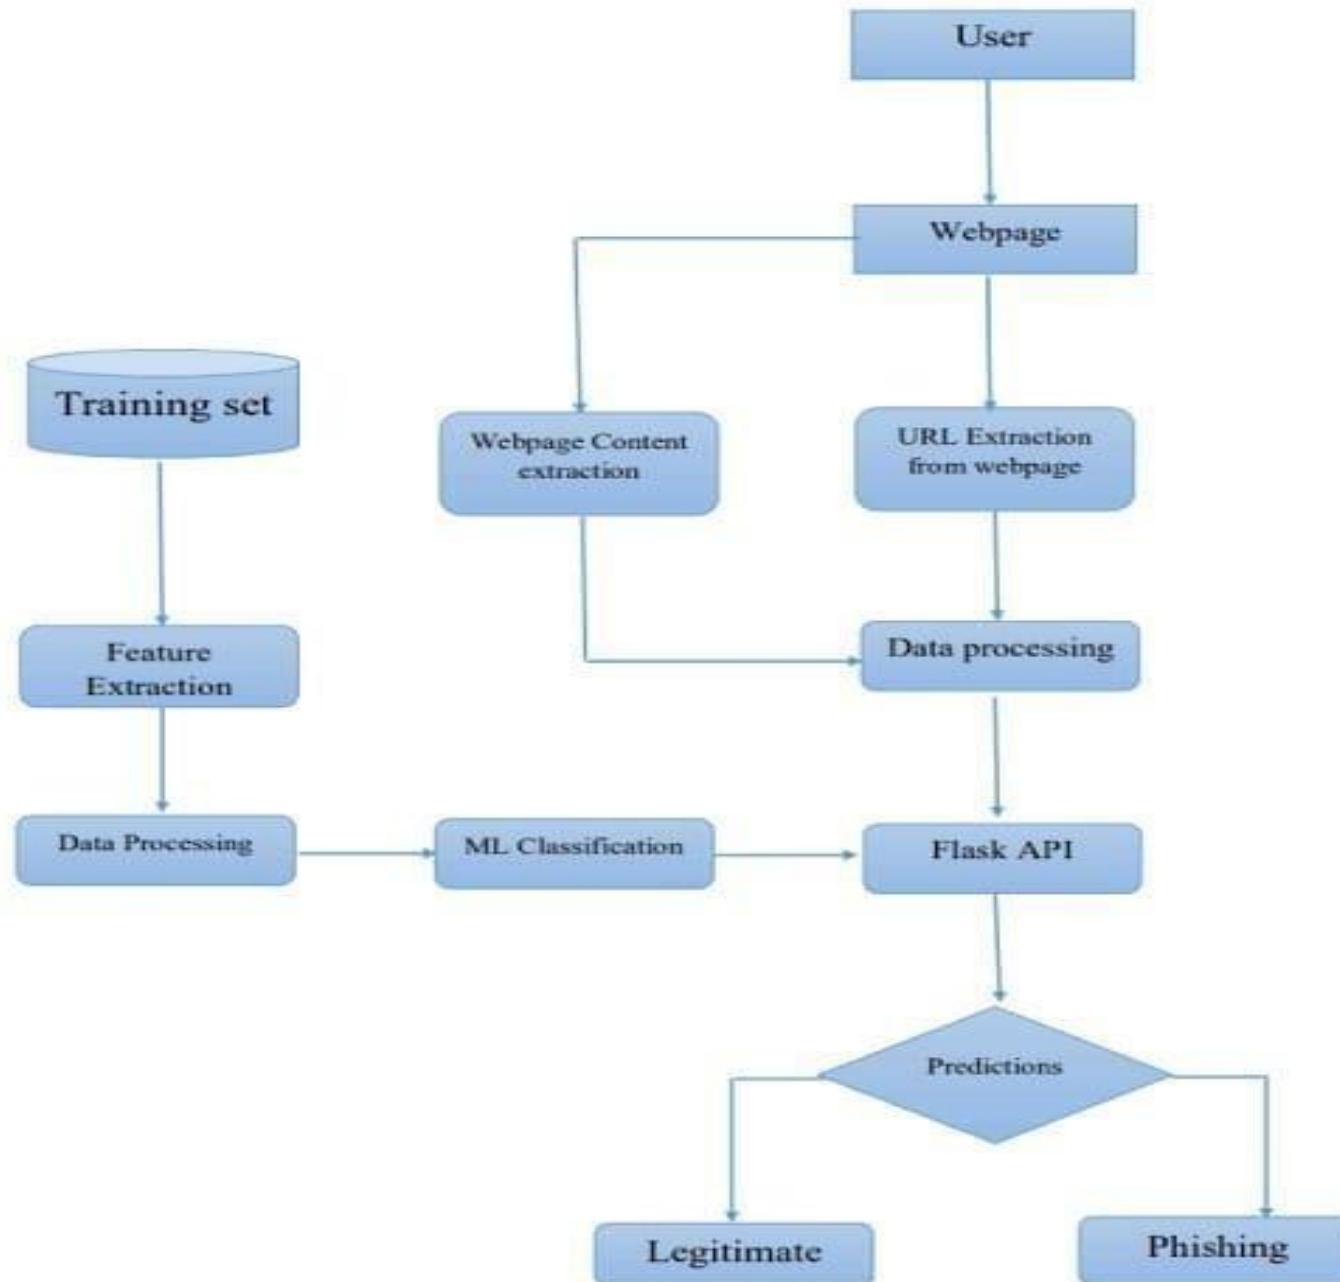 User
Webpage
Training set
Webpage Content
extraction
URL Extraction
from webpage
Feature
Extraction
Data processing
Data Processing
ML Classification
Flask API
Predictions
Legitimate
Phishing